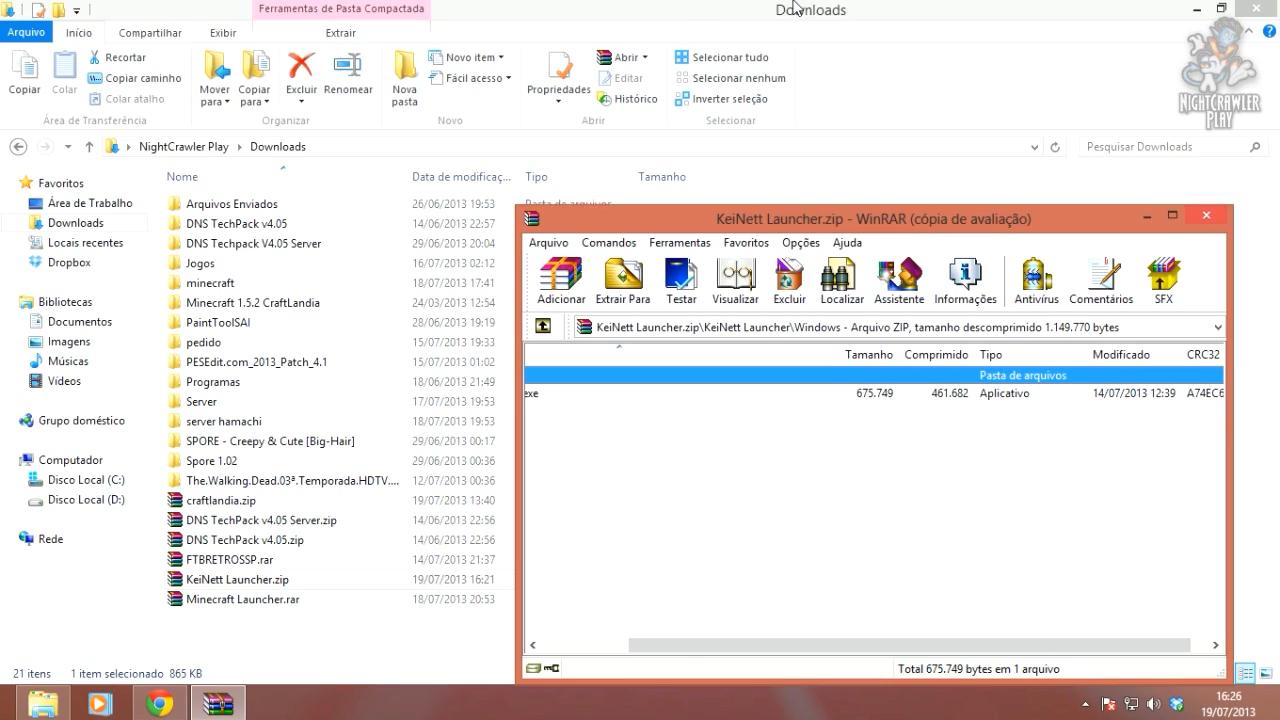 Ferramentas de Pasta Compactada
Downloads
Arquivo
Início
Compartilhar
Exibir
Extrair
Copiar
Colar
Recortar
Copiar caminho
Colar atalho
Área de Transferência
Mover para
Copiar para
Excluir
Renomear
Organizar
Nova pasta
Novo item
Fácil acesso
Novo
Propriedades
Abrir
Editar
Histórico
Abrir
Selecionar tudo
Selecionar nenhum
Inverter seleção
Selecionar
NIGHTCRAWLER
PLAY
NightCrawler Play
Downloads
Pesquisar Downloads
Favoritos
Área de Trabalho
Downloads
Locais recentes
Dropbox
Bibliotecas
Documentos
Imagens
Músicas
Vídeos
Grupo doméstico
Computador
Disco Local (C:)
Disco Local (D:)
Rede
Nome Data de modificaç... Tipo Tamanho
Arquivos Enviados 26/06/2013 19:53 Pasta de arquivos
DNS TechPack v4.05 14/06/2013 22:57
DNS Techpack V4.05 Server 29/06/2013 20:04
Jogos 16/07/2013 02:12
minecraft 18/07/2013 17:41
Minecraft 1.5.2 CraftLandia 24/03/2013 12:54
PaintToolSAI 28/06/2013 19:19
pedido 15/07/2013 19:33
PESEdit.com_2013_Patch_4.1 15/07/2013 01:02
Programas 18/06/2013 21:49
Server 17/07/2013 19:53
server hamachi 18/07/2013 19:53
SPORE - Creepy & Cute [Big-Hair] 29/06/2013 00:17
Spore 1.02 29/06/2013 00:36
The.Walking.Dead.03ª.Temporada.HDTV.... 12/07/2013 00:36
craftlandia.zip 19/07/2013 13:40
DNS TechPack v4.05 Server.zip 14/06/2013 22:56
DNS TechPack v4.05.zip 14/06/2013 22:56
FTBRETROSSP.rar 14/07/2013 21:37
KeiNett Launcher.zip 19/07/2013 16:21
Minecraft Launcher.rar 18/07/2013 20:53
KeiNett Launcher.zip - WinRAR (cópia de avaliação)
Arquivo Comandos Ferramentas Favoritos Opções Ajuda
Adicionar Extrair Para Testar Visualizar Excluir Localizar Assistente Informações Antivírus Comentários SFX
KeiNett Launcher.zip\KeiNett Launcher\Windows - Arquivo ZIP, tamanho descomprimido 1.149.770 bytes
Tamanho Comprimido Tipo Modificado CRC32
Pasta de arquivos
exe 675.749 461.682 Aplicativo 14/07/2013 12:39 A74EC6
Total 675.749 bytes em 1 arquivo
21 itens 1 item selecionado 865 KB
16:26
19/07/2013